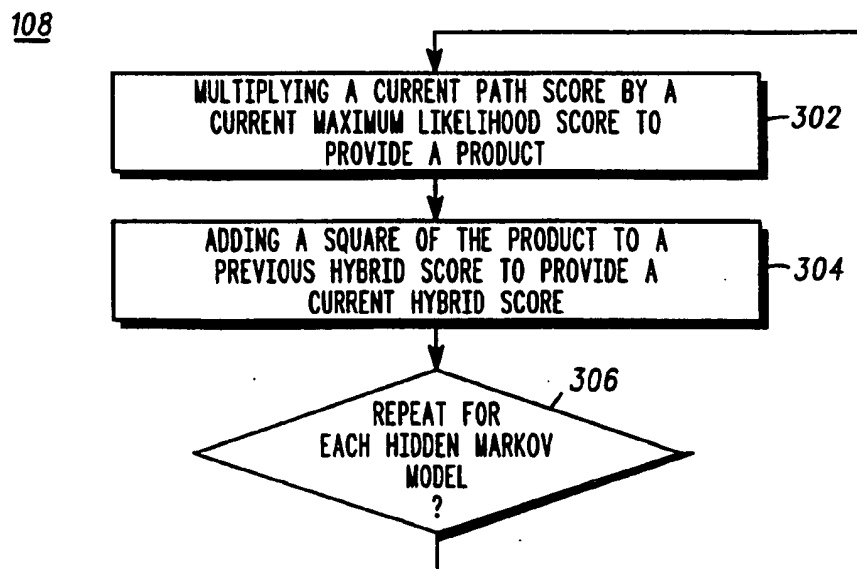 108
MULTIPLYING A CURRENT PATH SCORE BY A
CURRENT MAXIMUM LIKELIHOOD SCORE TO
PROVIDE A PRODUCT
302
ADDING A SQUARE OF THE PRODUCT TO A
PREVIOUS HYBRID SCORE TO PROVIDE A
CURRENT HYBRID SCORE
304
306
REPEAT FOR
EACH HIDDEN MARKOV
MODEL
?